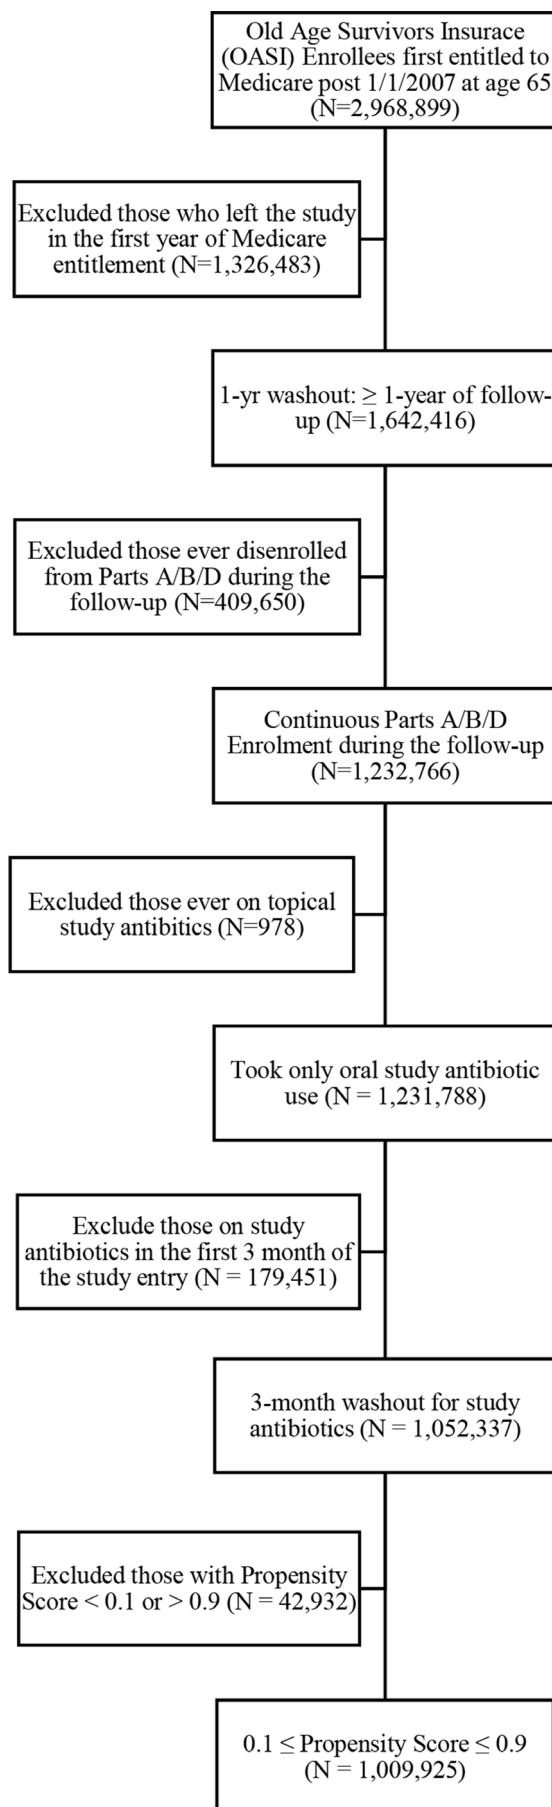 Old Age Survivors Insurace
(OASI) Enrollees first entitled to
Medicare post 1/1/2007 at age 65
(N=2,968,899)
Excluded those who left the study
in the first year of Medicare
entitlement (N=1,326,483)
1-yr washout: ≥ 1-year of follow-
up (N=1,642,416)
Excluded those ever disenrolled
from Parts A/B/D during the
follow-up (N=409,650)
Continuous Parts A/B/D
Enrolment during the follow-up
(N=1,232,766)
Excluded those ever on topical
study antibitics (N=978)
Took only oral study antibiotic
use (N = 1,231,788)
Exclude those on study
antibiotics in the first 3 month of
the study entry (N = 179,451)
3-month washout for study
antibiotics (N = 1,052,337)
Excluded those with Propensity
Score < 0.1 or > 0.9 (N = 42,932)
0.1 ≤ Propensity Score ≤ 0.9
(N = 1,009,925)